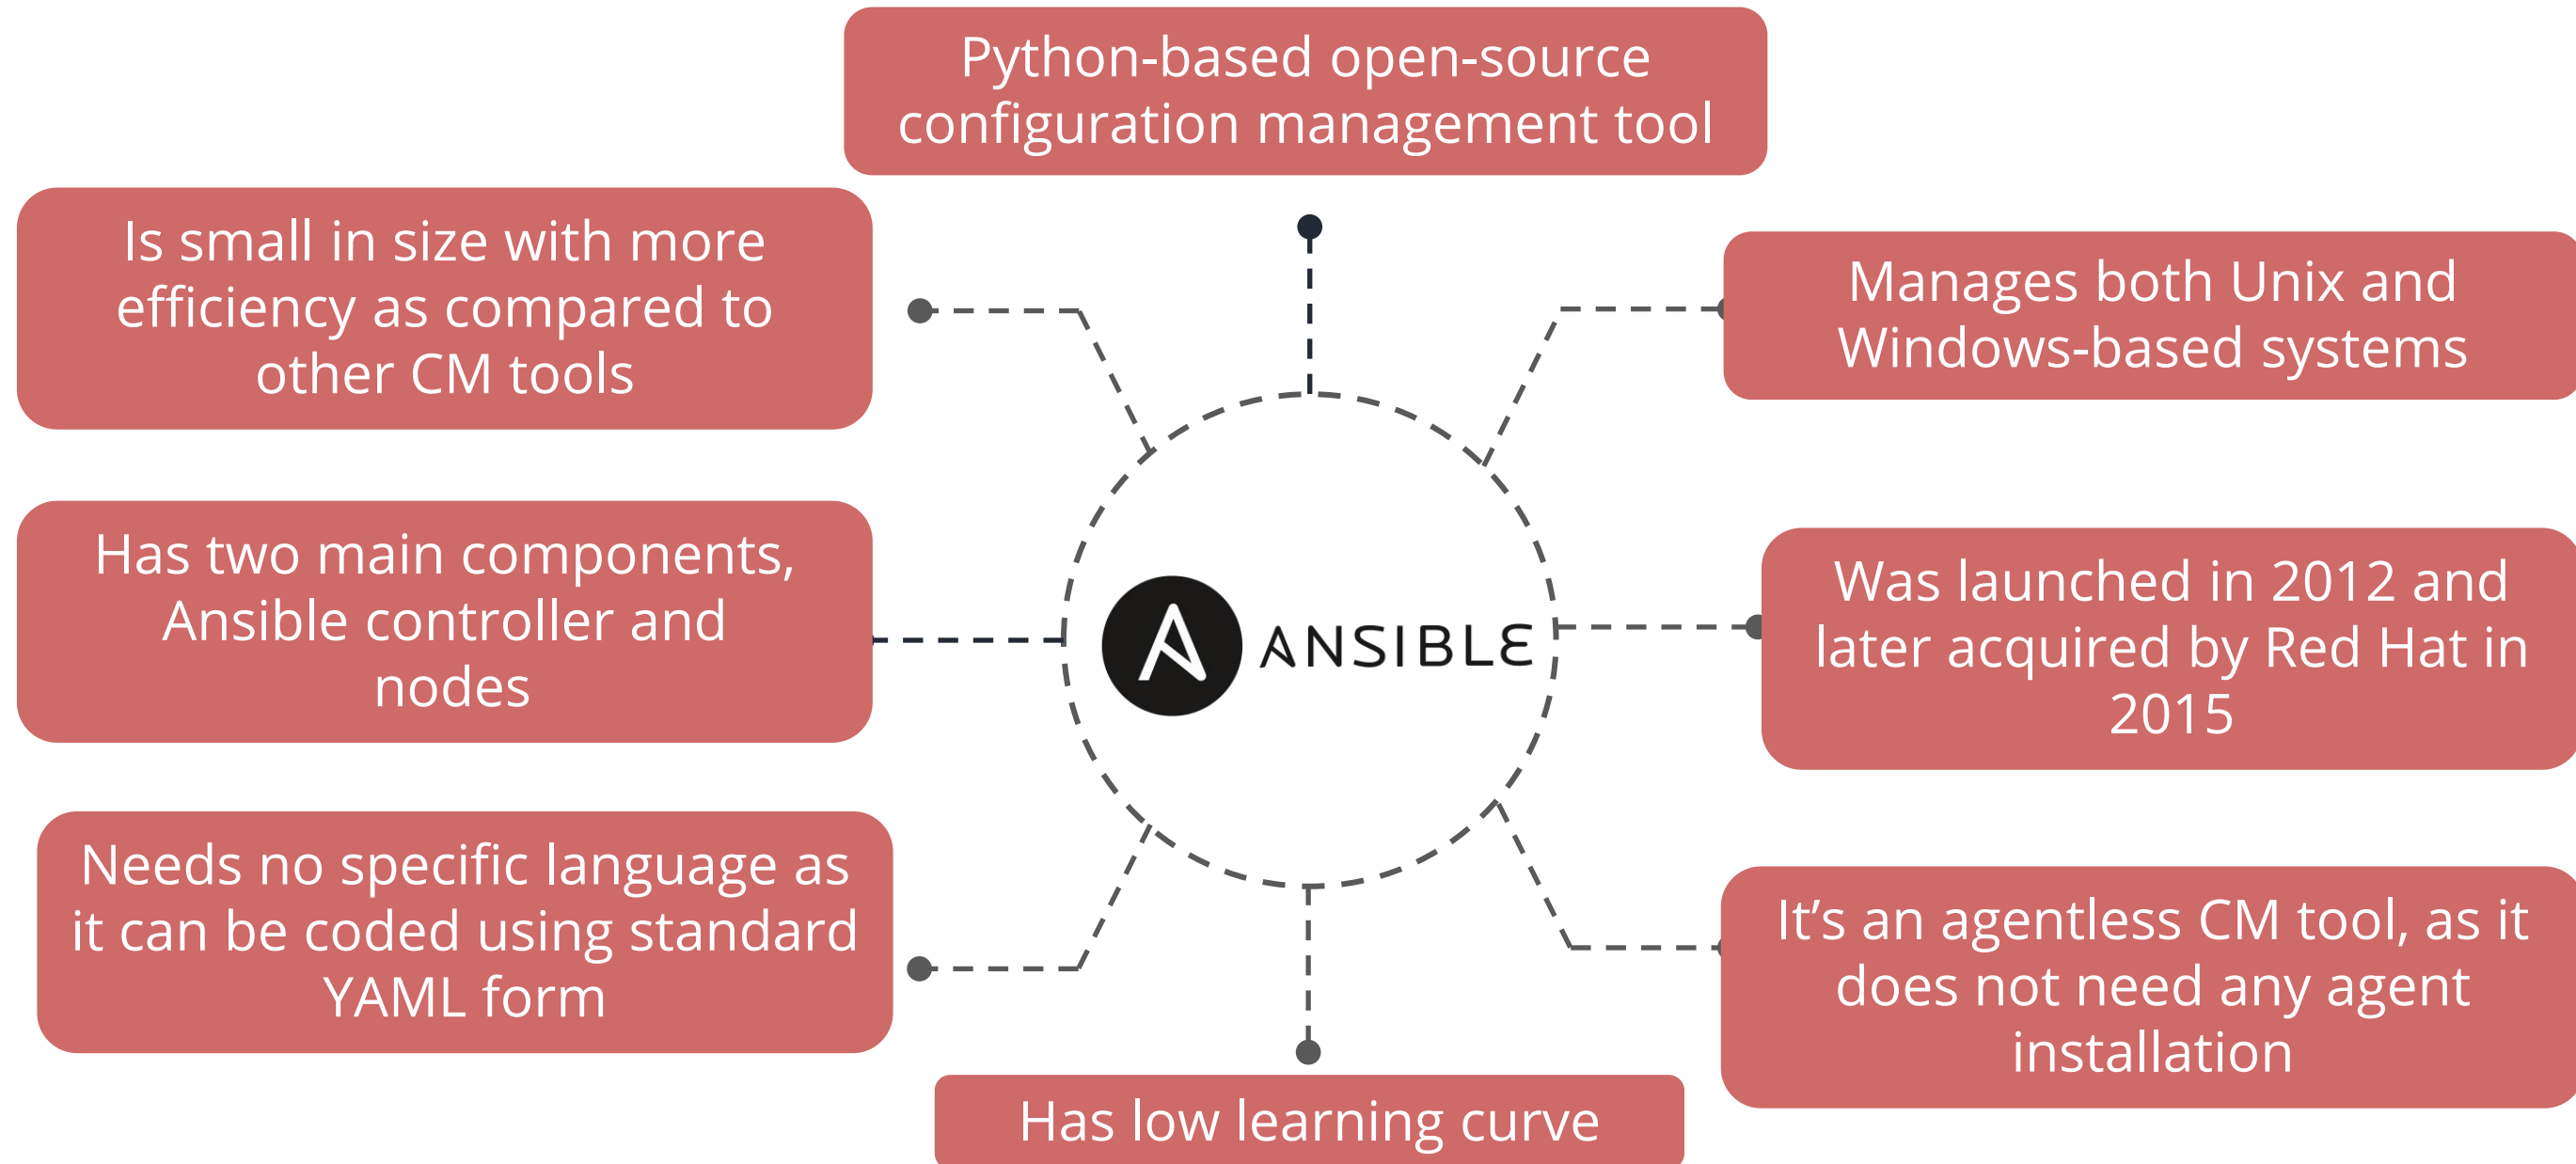 Python-based open-source
configuration management tool
Is small in size with more
efficiency as compared to
other CM tools
Manages both Unix and
Windows-based systems
Has two main components,
Ansible controller and
nodes
ANSIBLE
Was launched in 2012 and
later acquired by Red Hat in
2015
Needs no specific language as
it can be coded using standard
YAML form
It’s an agentless CM tool, as it
does not need any agent
installation
Has low learning curve